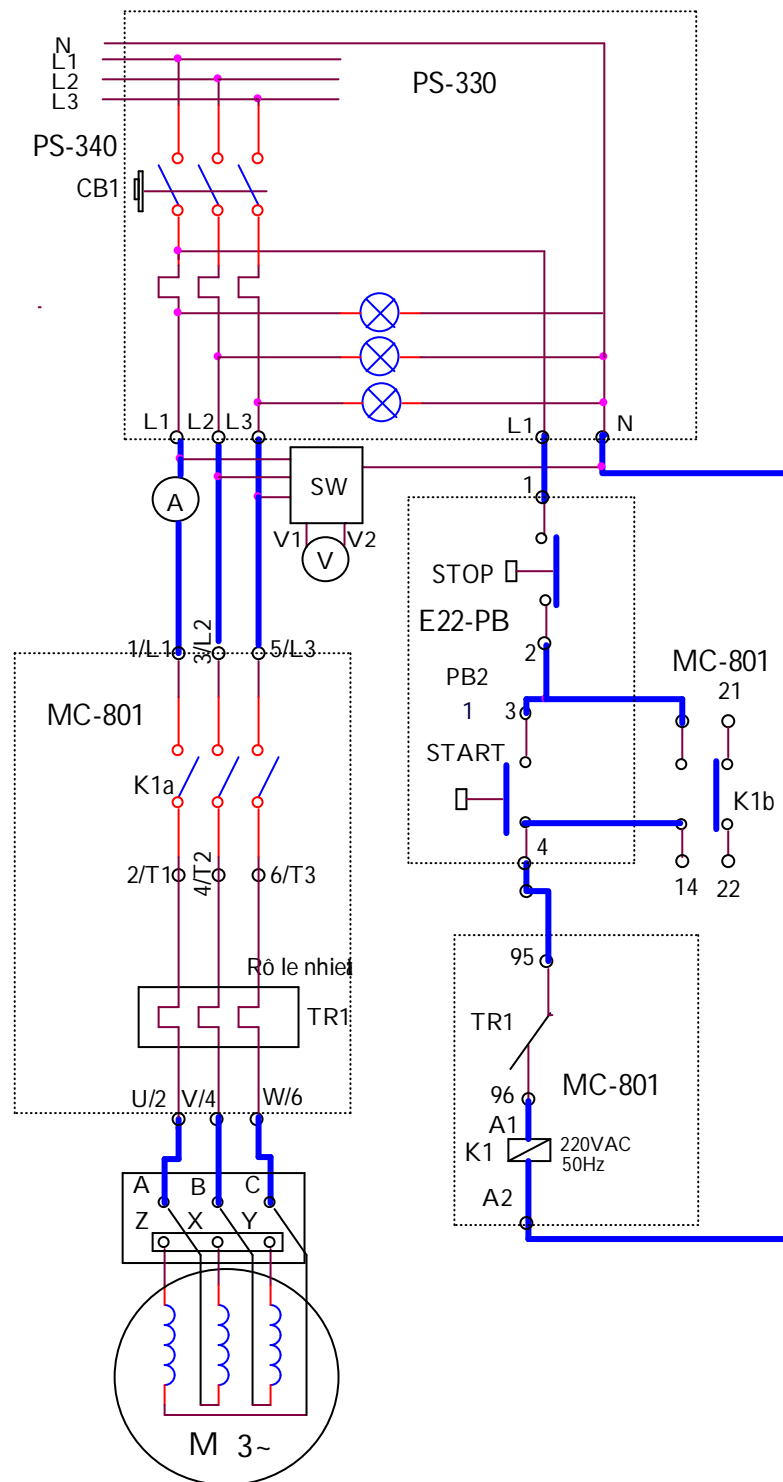 N
L1
L2
L3
PS-330
PS-340
CB1
L1
L2
L3
L1
N
SW
A
V1
V2
V
1
STOP
E22-PB
2
1/L1
3/L2
5/L3
MC-801
K1a
2/T1
4/T2
6/T3
PB2
1
3
START
4
MC-801
21
K1b
14
22
Rô le nhiệt
TR1
U/2
V/4
W/6
95
TR1
96
MC-801
A1
K1
220VAC
50Hz
A2
A
B
C
Z
X
Y
M 3~